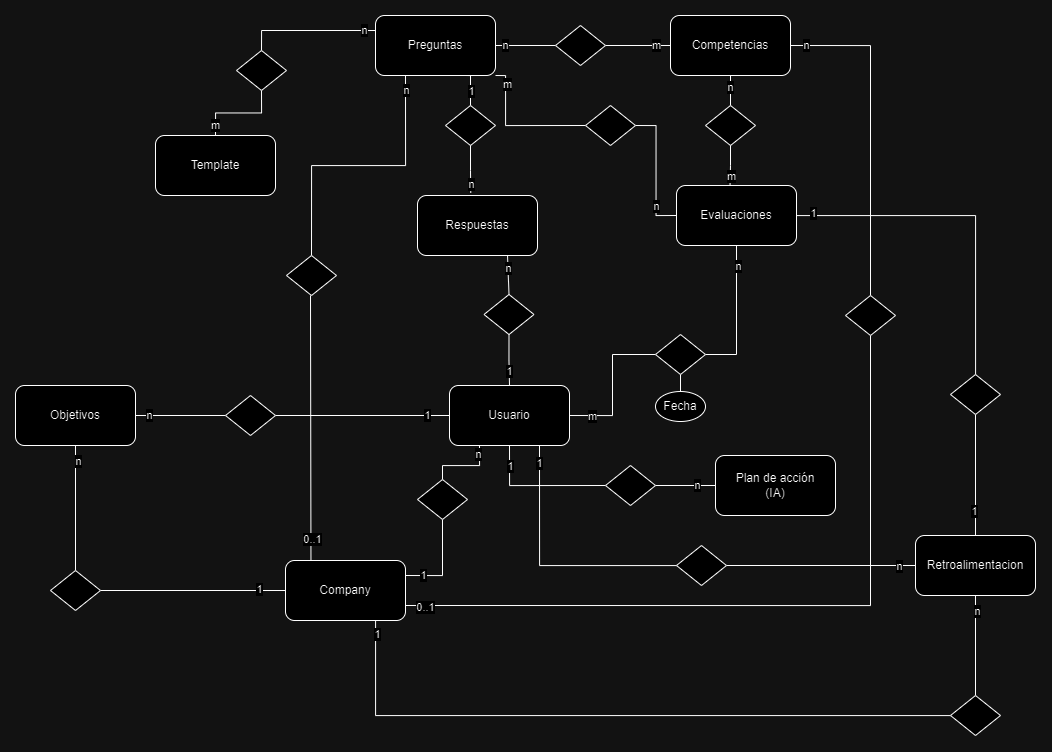 n
Preguntas
n
m
Competencias
n
n
1
m
n
m
Template
n
m
n
Respuestas
Evaluaciones
1
n
n
1
Fecha
Objetivos
n
1
Usuario
m
n
n
1
1
Plan de acción
(IA)
n
1
0..1
Retroalimentacion
n
1
Company
1
0..1
n
1